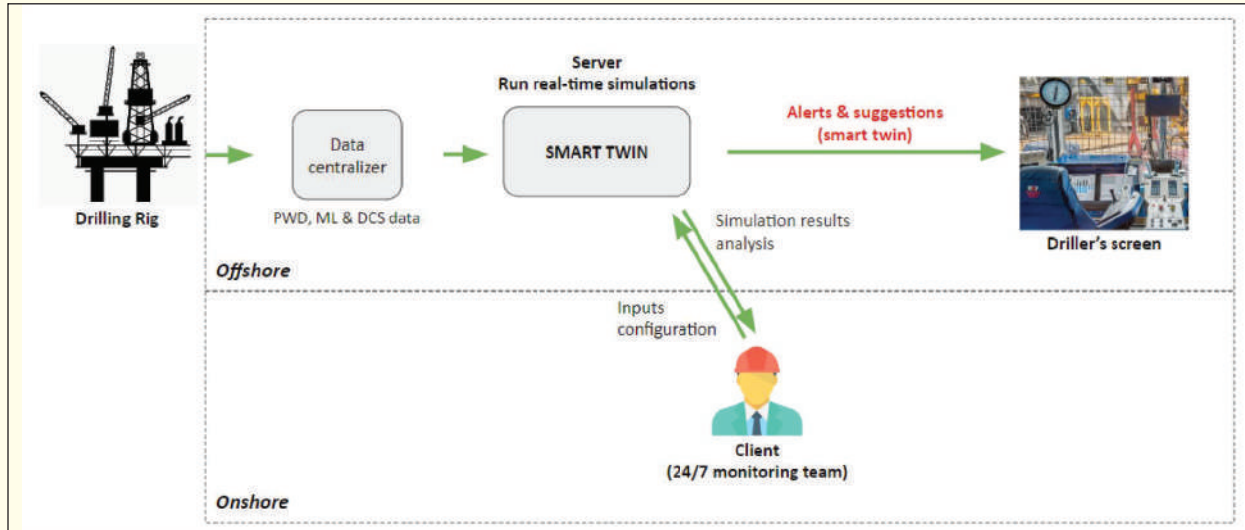 Drilling Rig
Data
centralizer
PWD, ML & DCS data
Server
Run real-time simulations
SMART TWIN
Alerts & suggestions
(smart twin)
Driller's screen
Simulation results
analysis
Offshore
Inputs
configuration
Client
(24/7 monitoring team)
Onshore